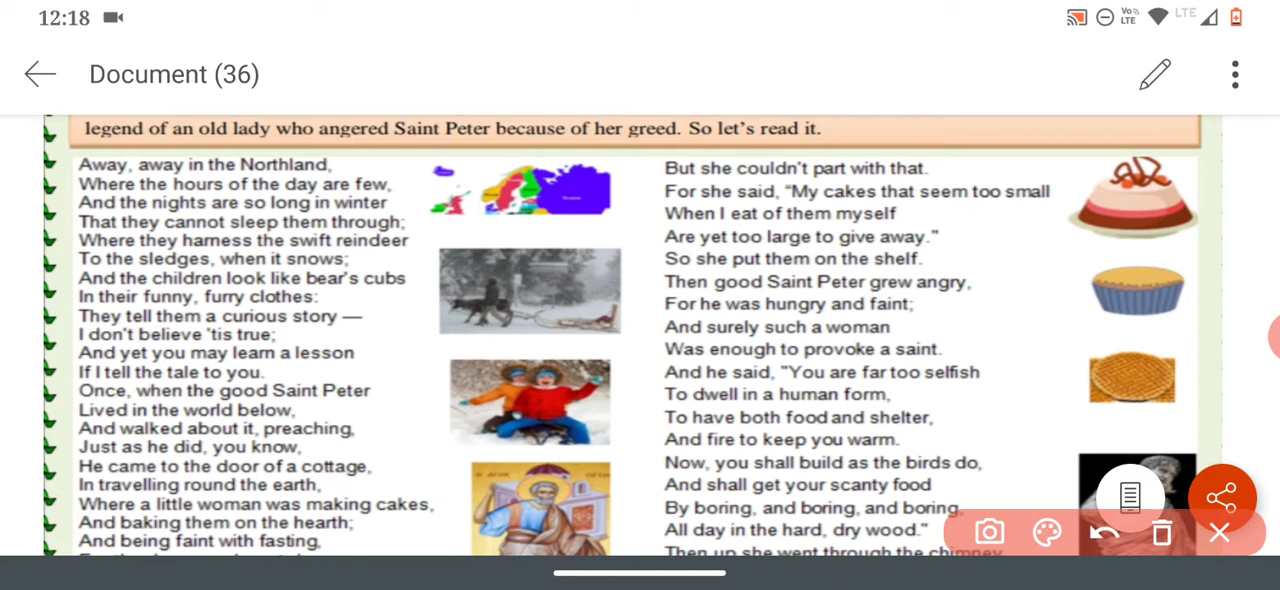 12:18
Vo LTE
LTE
Document (36)
legend of an old lady who angered Saint Peter because of her greed. So let's read it.
Away, away in the Northland,
Where the hours of the day are few,
And the nights are so long in winter
That they cannot sleep them through;
Where they harness the swift reindeer
To the sledges, when it snows;
And the children look like bear's cubs
In their funny, furry clothes:
They tell them a curious story —
I don't believe 'tis true;
And yet you may learn a lesson
If I tell the tale to you.
Once, when the good Saint Peter
Lived in the world below,
And walked about it, preaching,
Just as he did, you know,
He came to the door of a cottage,
In travelling round the earth,
Where a little woman was making cakes,
And baking them on the hearth;
And being faint with fasting,
But she couldn't part with that.
For she said, "My cakes that seem too small
When I eat of them myself
Are yet too large to give away."
So she put them on the shelf.
Then good Saint Peter grew angry,
For he was hungry and faint;
And surely such a woman
Was enough to provoke a saint.
And he said, "You are far too selfish
To dwell in a human form,
To have both food and shelter,
And fire to keep you warm.
Now, you shall build as the birds do,
And shall get your scanty food
By boring, and boring, and boring,
All day in the hard, dry wood."
Then up she went through the chimney